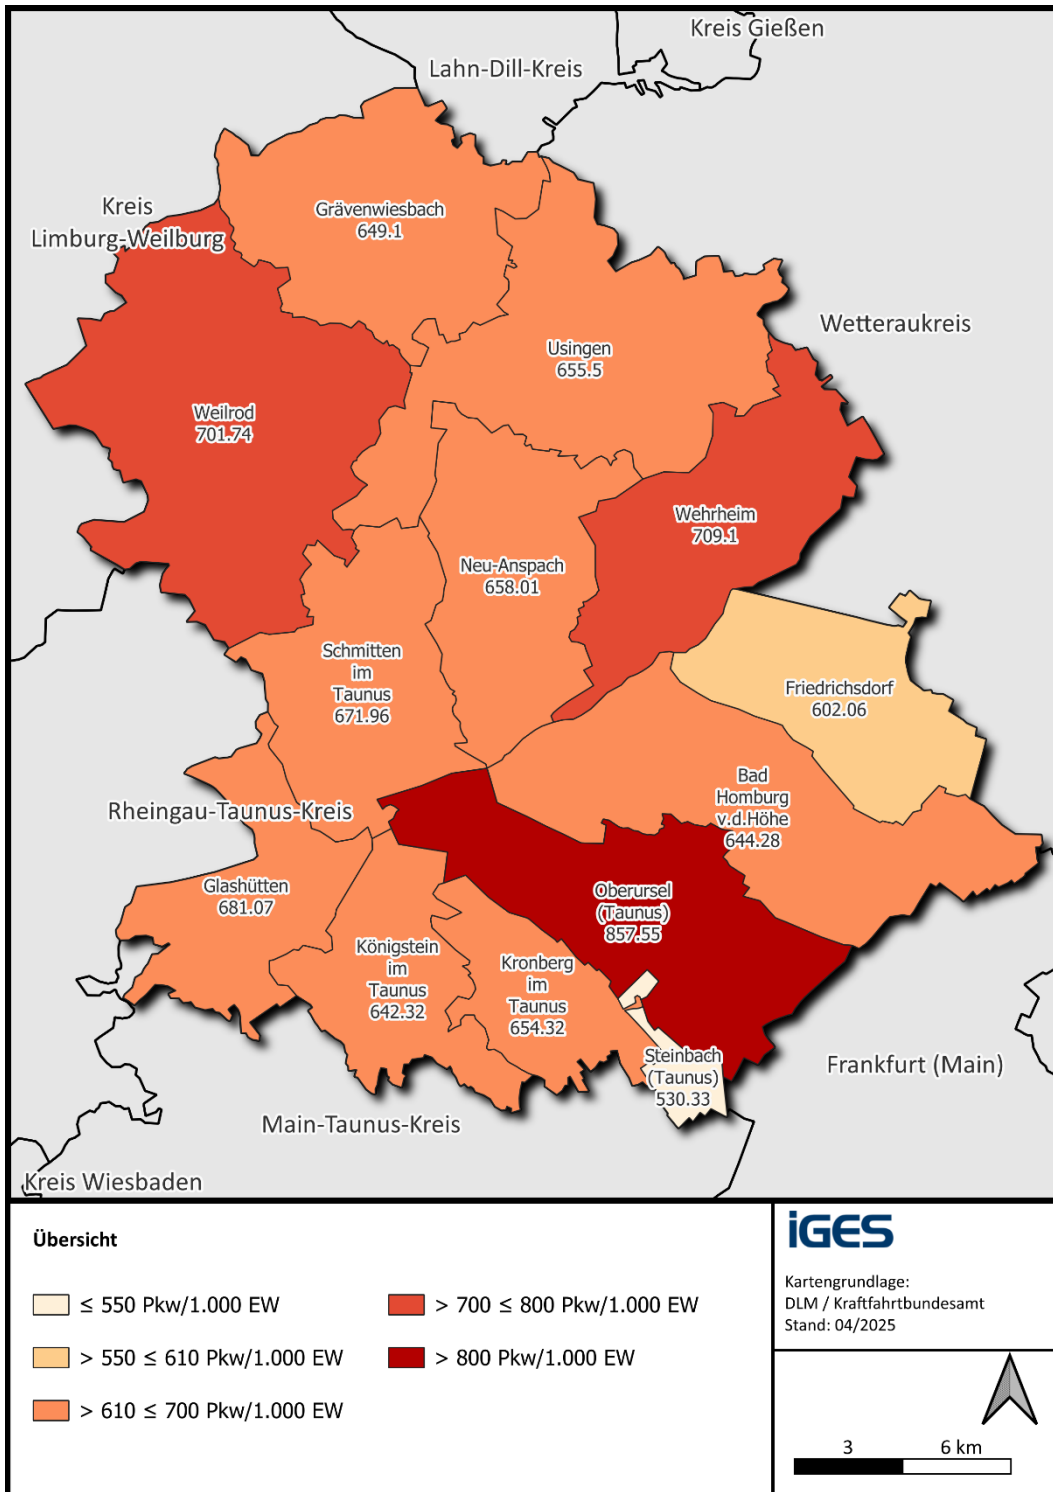 Kreis Gießen
Lahn-Dill-Kreis
Kreis
Limburg-Weilburg
Grävenwiesbach
649.1
Wetteraukreis
Usingen
655.5
Weilrod
701.74
Wehrheim
709.1
Neu-Anspach
658.01
Schmitten
im
Taunus
671.96
Friedrichsdorf
602.06
Bad
Homburg
v.d.Höhe
644.28
Rheingau-Taunus-Kreis
Glashütten
681.07
Oberursel
(Taunus)
857.55
Königstein
im
Taunus
642.32
Kronberg
im
Taunus
654.32
Steinbach
(Taunus)
530.33
Frankfurt (Main)
Main-Taunus-Kreis
Kreis Wiesbaden
Übersicht
≤ 550 Pkw/1.000 EW
> 550 ≤ 610 Pkw/1.000 EW
> 610 ≤ 700 Pkw/1.000 EW
> 700 ≤ 800 Pkw/1.000 EW
> 800 Pkw/1.000 EW
iGES
Kartengrundlage:
DLM / Kraftfahrtbundesamt
Stand: 04/2025
3 6 km